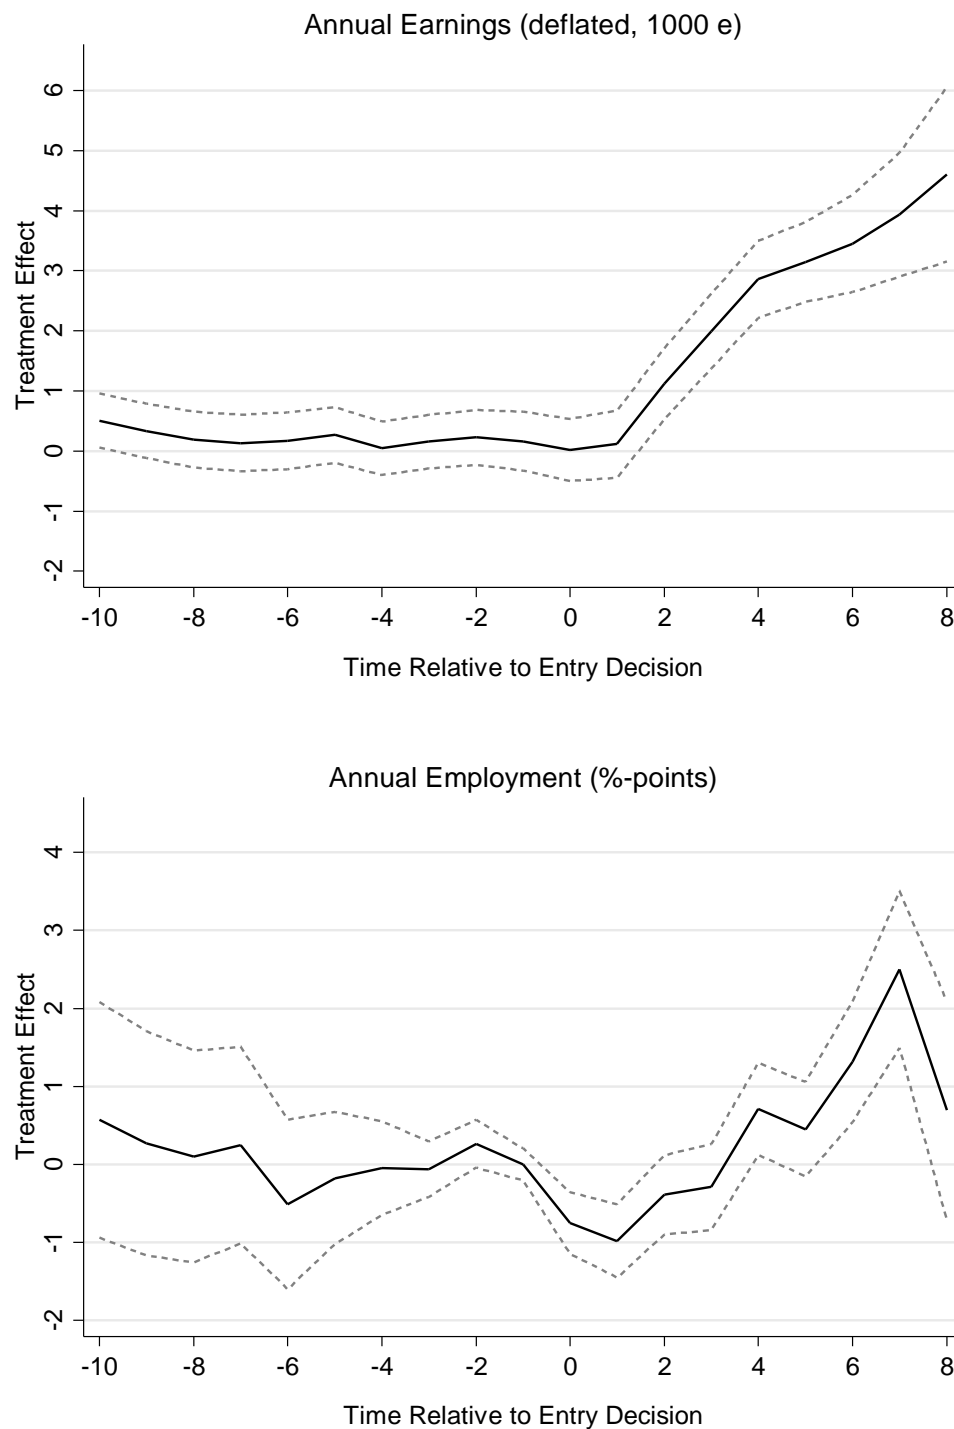 Annual Earnings (deflated, 1000 e)
Treatment Effect
6
5
4
3
2
1
0
-1
-2
-10 -8 -6 -4 -2 0 2 4 6 8
Time Relative to Entry Decision
Annual Employment (%-points)
Treatment Effect
4
3
2
1
0
-1
-2
-10 -8 -6 -4 -2 0 2 4 6 8
Time Relative to Entry Decision